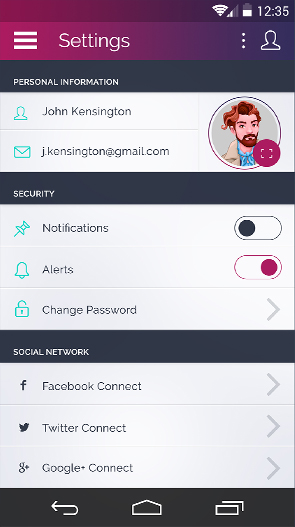 12:35
Settings
PERSONAL INFORMATION
John Kensington
j.kensington@gmail.com
SECURITY
Notifications
Alerts
Change Password
SOCIAL NETWORK
f Facebook Connect
Twitter Connect
g+ Google+ Connect